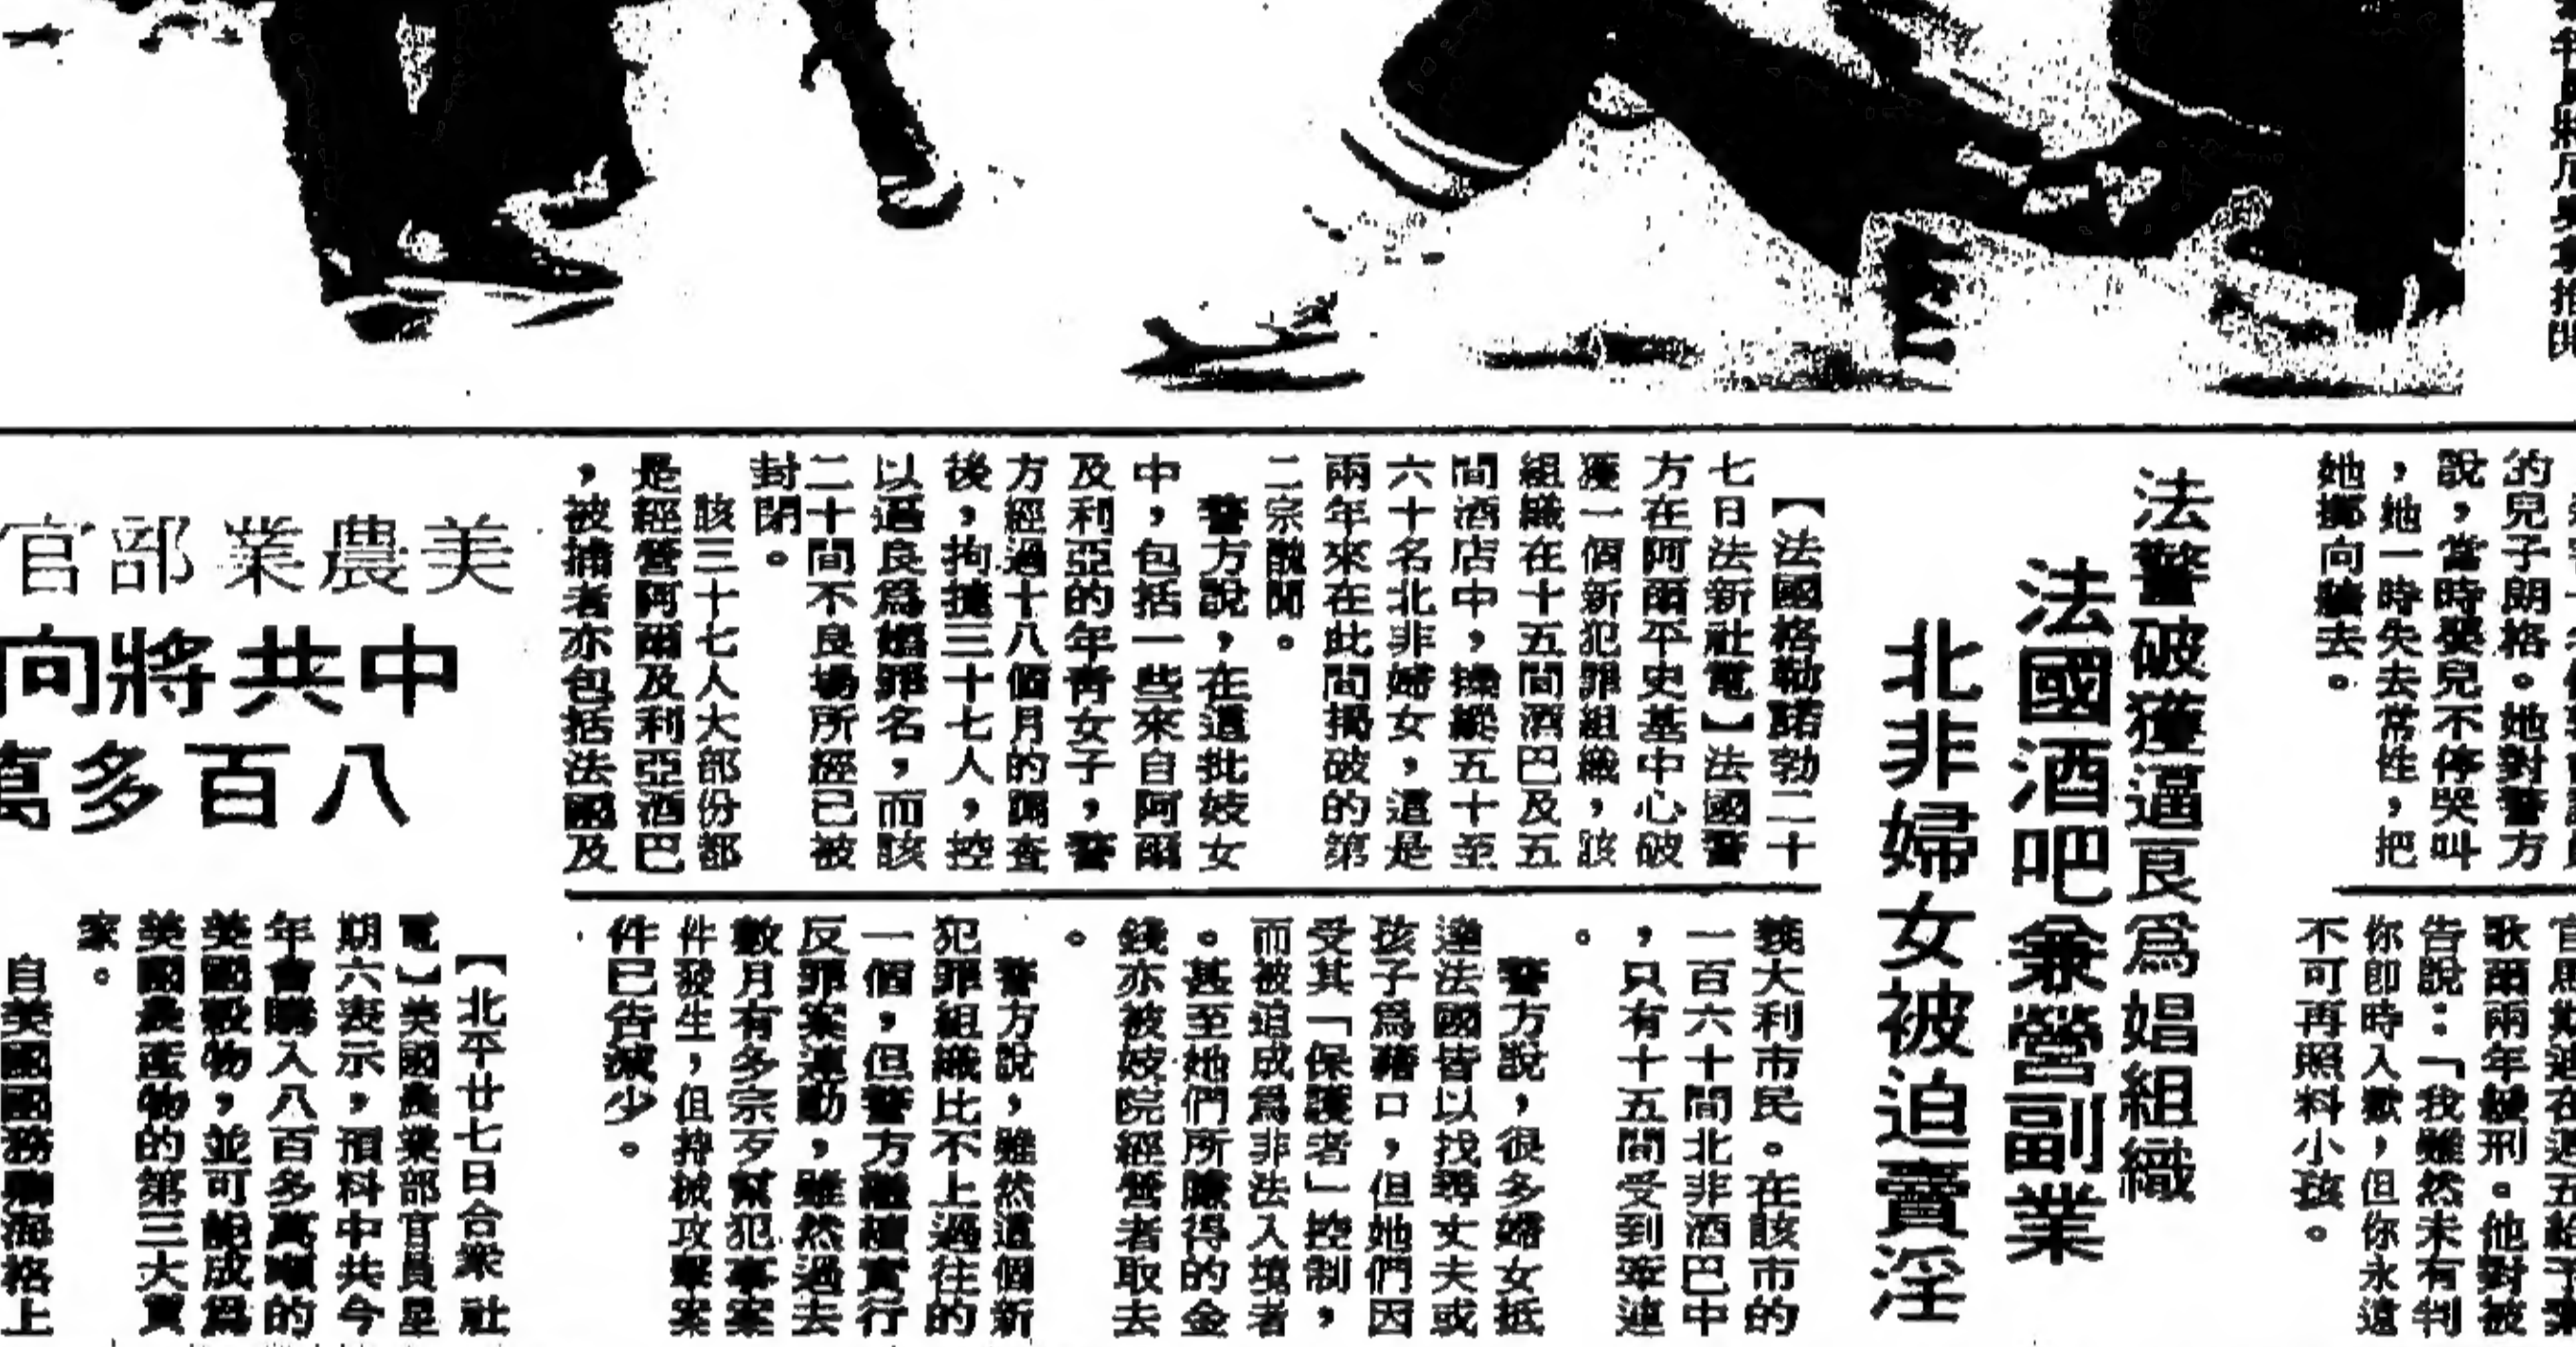 的兒子朗格。她對警方
說，當時嬰兒不停哭叫
，她一時失去常性，把
她擲向牆去。
歌爾兩年緩刑。他對被
告說：「我雖然未有判
你即時入獄，但你永遠
不可再照料小孩。
法警破獲逼良爲娼組織
法國酒吧兼營副業
北非婦女被迫賣淫
【法國格勒諾勃二十
七日法新社電】法國警
方在阿爾平史基中心破
獲一個新犯罪組織，該
組織在十五間酒巴及五
間酒店中，操縱五十至
六十名北非婦女，這是
兩年來在此間揭破的第
二宗醜聞。
警方說，在這批妓女
中，包括一些來自阿爾
及利亞的年青女子，警
方經過十八個月的調查
後，拘捕三十七人，控
以逼良爲娼罪名，而該
二十間不良場所經已被
封閉。
該三十七人大部份都
是經營阿爾及利亞酒巴
，被捕者亦包括法國及
義大利市民。在該市的
一百六十間北非酒巴中
，只有十五間受到牽連
。
警方說，很多婦女抵
達法國皆以找尋丈夫或
孩子爲藉口，但她們因
受其「保護者」控制，
而被迫成爲非法入境者
。甚至她們所賺得的金
錢亦被妓院經營者取去
。
警方說，雖然這個新
犯罪組織比不上過往的
一個，但警方繼續實行
反罪案運動，雖然過去
數月有多宗歹幫犯事案
件發生，但持械攻擊案
件已告減少。
美農業部官
中共將向
八百多萬
【北平廿七日合衆社
電】美國農業部官員星
期六表示，預料中共今
年會購入八百多萬噸的
美國穀物，並可能成爲
美國農產物的第三大買
家。
自美國國務卿海格上